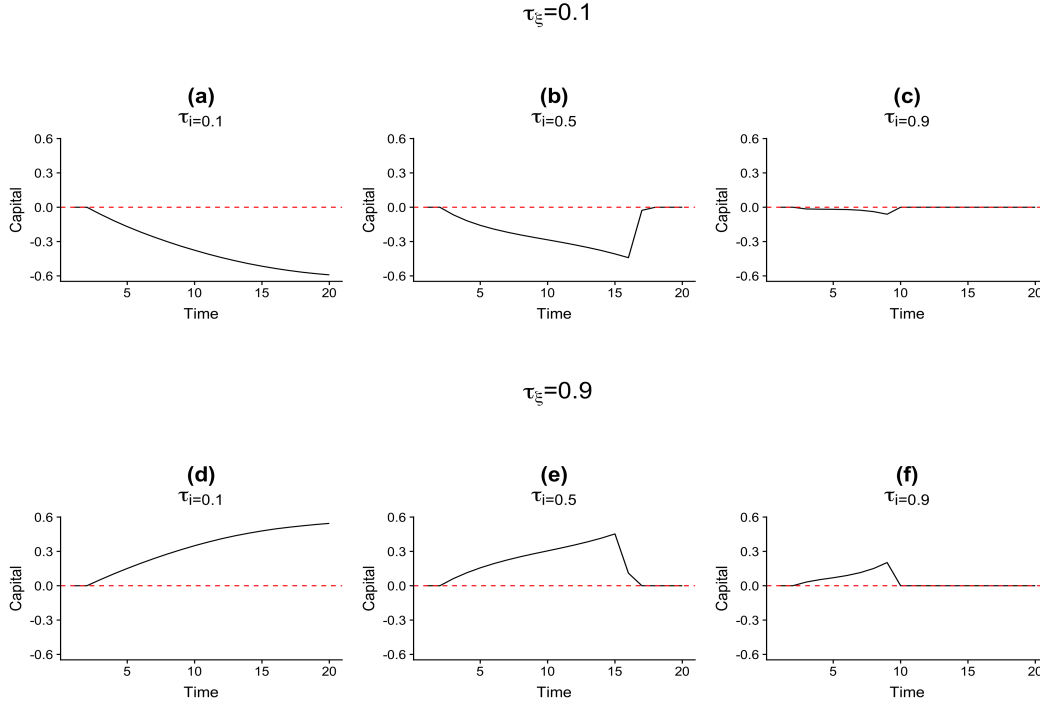 τξ=0.1
(a) (b) (c)
τi=0.1 τi=0.5 τi=0.9
0.6 0.6 0.6
0.3 0.3 0.3
0.0 0.0 0.0
-0.3 -0.3 -0.3
-0.6 -0.6 -0.6
Capital Capital Capital
5 10 15 20 5 10 15 20 5 10 15 20
Time Time Time
τξ=0.9
(d) (e) (f)
τi=0.1 τi=0.5 τi=0.9
0.6 0.6 0.6
0.3 0.3 0.3
0.0 0.0 0.0
-0.3 -0.3 -0.3
-0.6 -0.6 -0.6
Capital Capital Capital
5 10 15 20 5 10 15 20 5 10 15 20
Time Time Time